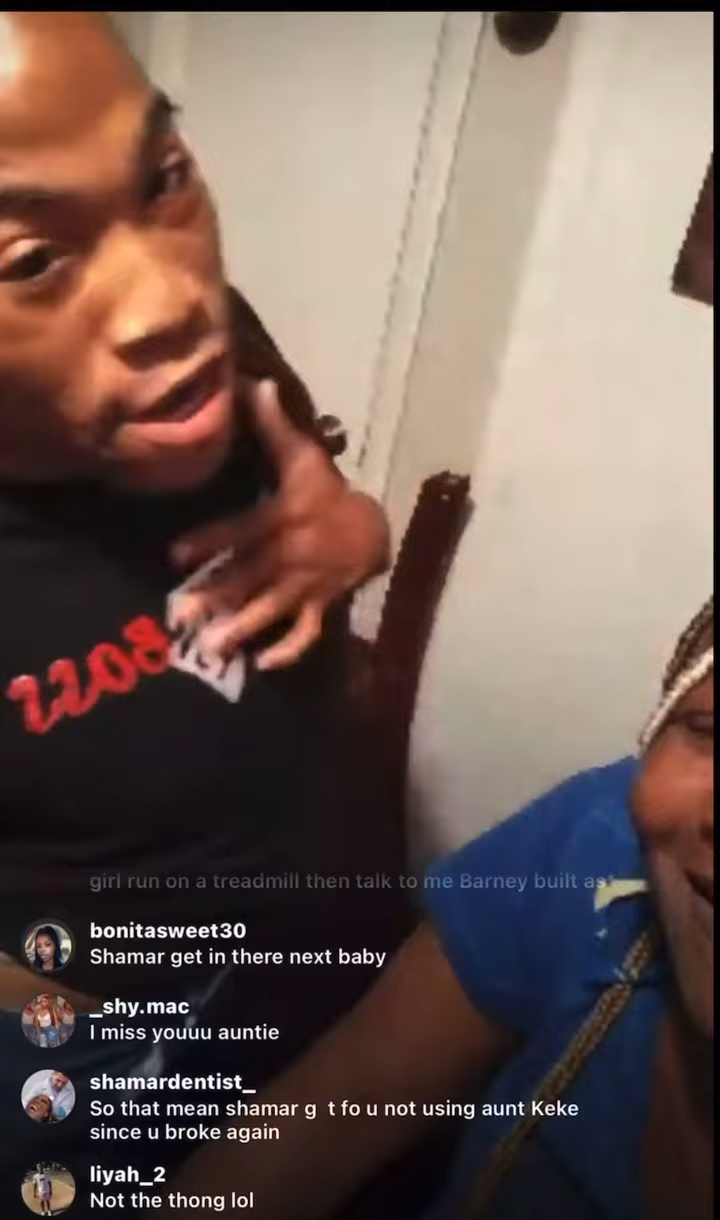 2208
girl run on a treadmill then talk to me Barney built as
bonitasweet30
Shamar get in there next baby
_shy.mac
I miss youuu auntie
shamardentist_
So that mean shamar g t fo u not using aunt Keke
since u broke again
liyah_2
Not the thong lol